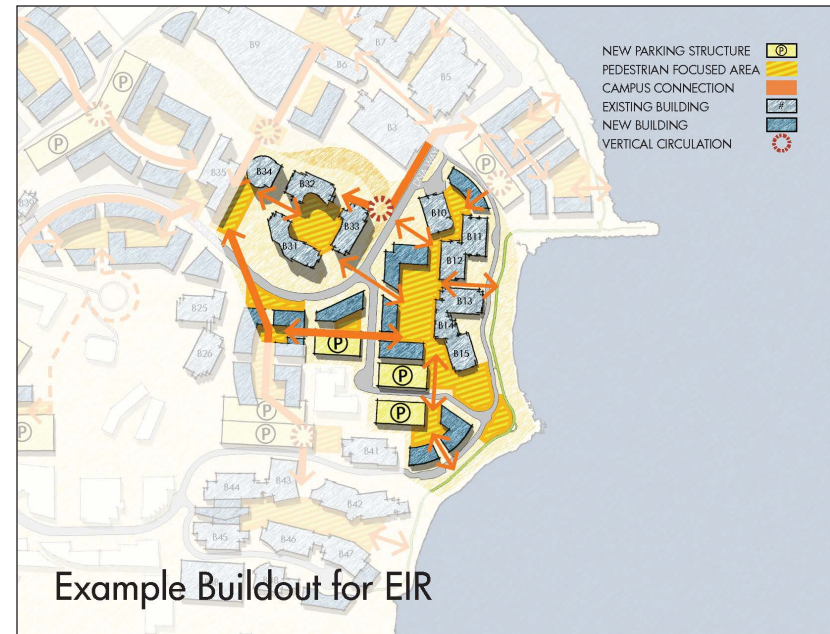 NEW PARKING STRUCTURE P
PEDESTRIAN FOCUSED AREA
CAMPUS CONNECTION
EXISTING BUILDING #
NEW BUILDING
VERTICAL CIRCULATION
B9
B7
B6
B5
B3
P
P
P
B35
B34
B32
B33
B31
B10
B11
B12
B13
B14
B15
B25
B26
P
P
P
P
P
P
B41
B43
B44
B42
B45
B46
B47
Example Buildout for EIR